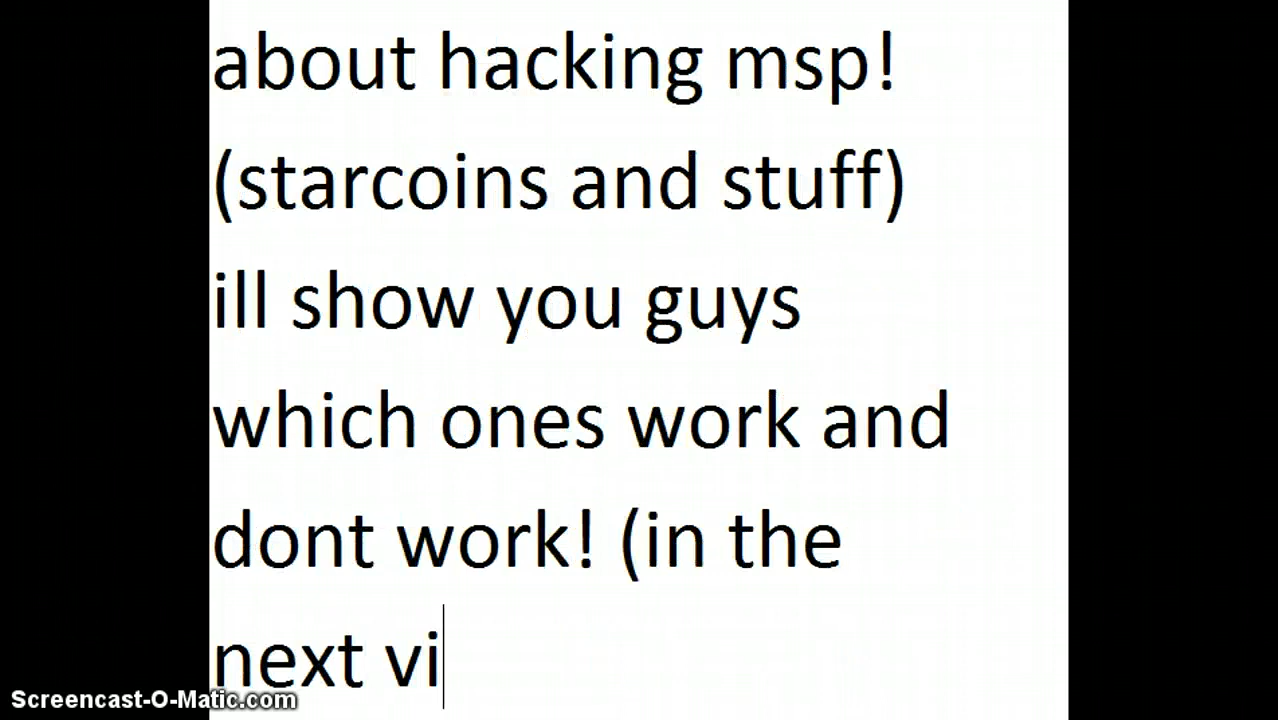 about hacking msp!
(starcoins and stuff)
ill show you guys
which ones work and
dont work! (in the
next vi
Screencast-O-Matic.com